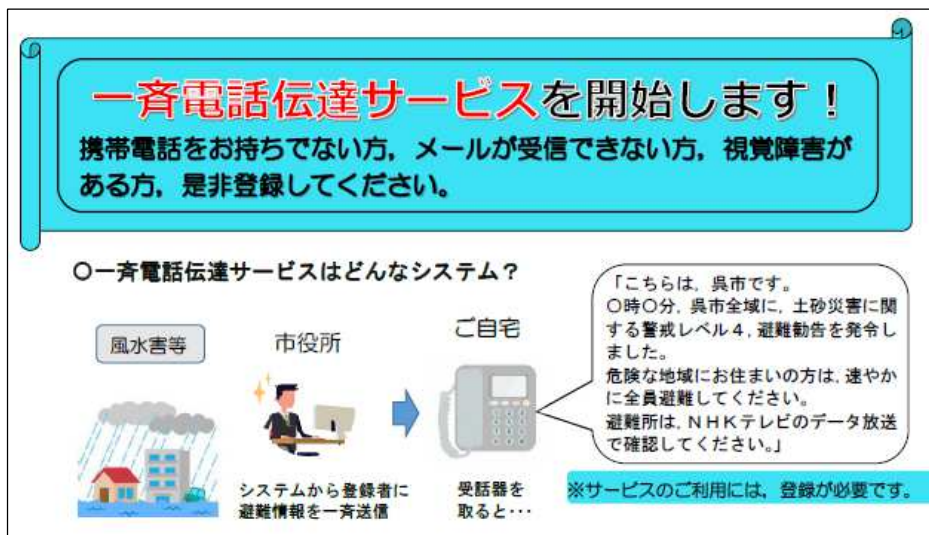 一斉電話伝達サービスを開始します！
携帯電話をお持ちでない方，メールが受信できない方，視覚障害が
ある方，是非登録してください。
〇一斉電話伝達サービスはどんなシステム？
風水害等
市役所
ご自宅
「こちらは，呉市です。
〇時〇分，呉市全域に，土砂災害に関
する警戒レベル４，避難勧告を発令し
ました。
危険な地域にお住まいの方は，速やか
に全員避難してください。
避難所は，ＮＨＫテレビのデータ放送
で確認してください。」
システムから登録者に
避難情報を一斉送信
受話器を
取ると・・・
※サービスのご利用には，登録が必要です。